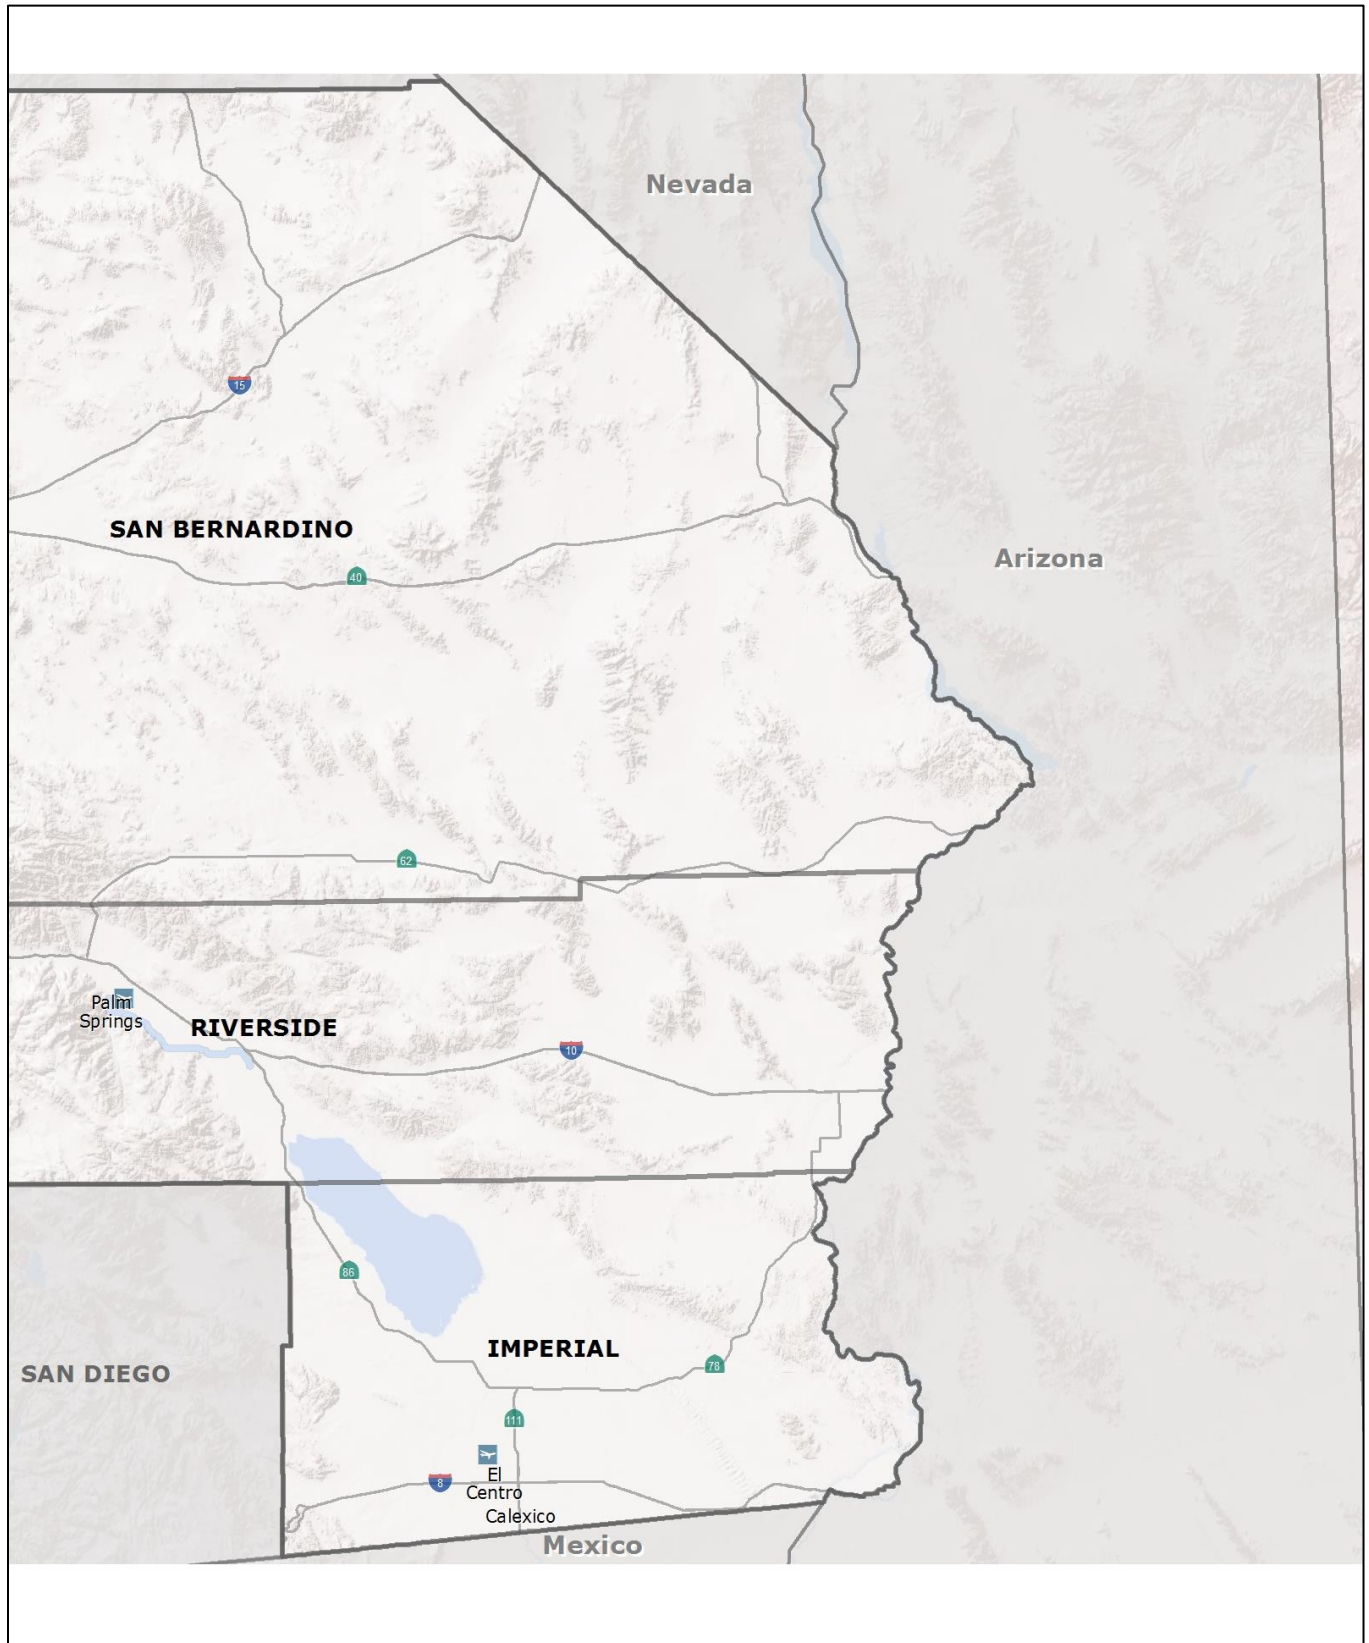 Nevada
15
SAN BERNARDINO
Arizona
40
62
Palm
Springs
RIVERSIDE
10
86
IMPERIAL
78
SAN DIEGO
111
El
Centro
8
Calexico
Mexico